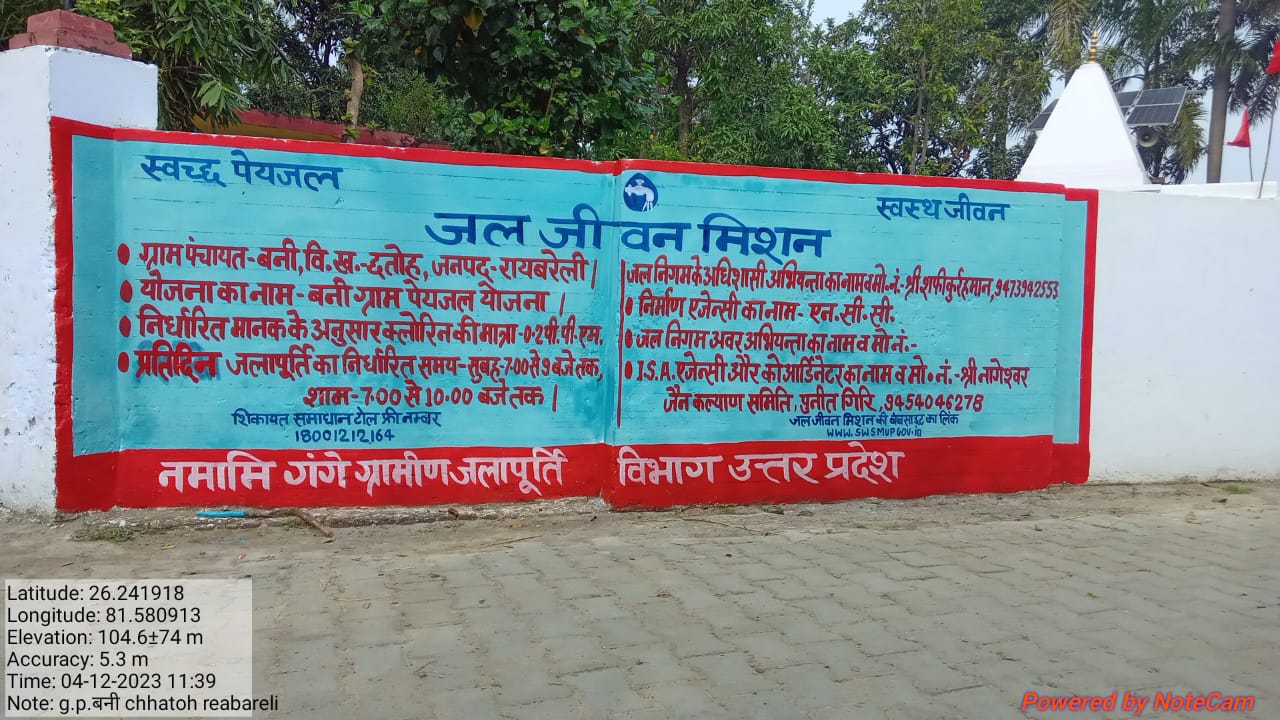 स्वच्छ पेयजल
स्वस्थ जीवन
जल जीवन मिशन
• ग्राम पंचायत-बनी, वि.ख.-छतोह, जनपद-रायबरेली।
• योजना का नाम - बनी ग्राम पेयजल योजना ।
• निर्धारित मानक के अनुसार क्लोरिन की मात्रा-0.2 पी.पी.एम.
• प्रतिदिन जलापूर्ति का निर्धारित समय-सुबह-7.00 से 9 बजे तक,
शाम-7.00 से 10.00 बजे तक |
शिकायत समाधान टोल फ्री नम्बर
18001212164
जल निगम के अधिशासी अभियन्ता का नाम व मो. नं.-श्री शफीकुर्रहमान, 9473942553
• निर्माण एजेन्सी का नाम- एन.सी.सी.
• जल निगम अवर अभियन्ता का नाम व मो नं.-
• I.S.A. एजेन्सी और कोआर्डिनेटर का नाम व मो॰ नं.-श्री नागेश्वर
जैन कल्याण समिति, पुनीत गिरि, 9454046278
जल जीवन मिशन की वेबसाइट का लिंक
WWW.SWSMUPGOV.in
नमामि गंगे ग्रामीण जलापूर्ति विभाग उत्तर प्रदेश
Latitude: 26.241918
Longitude: 81.580913
Elevation: 104.6±74 m
Accuracy: 5.3 m
Time: 04-12-2023 11:39
Note: g.p.बनी chhatoh reabareli
Powered by NoteCam